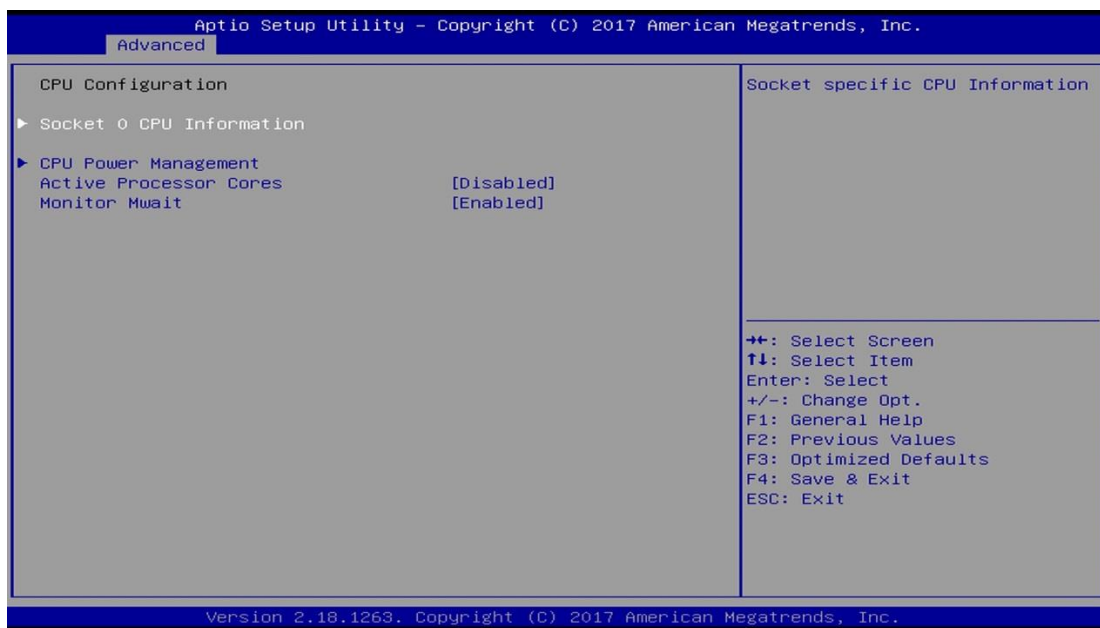 Aptio Setup Utility – Copyright (C) 2017 American Megatrends, Inc.
Advanced
CPU Configuration
Socket specific CPU Information
▶ Socket 0 CPU Information
▶ CPU Power Management
Active Processor Cores [Disabled]
Monitor Mwait [Enabled]
→←: Select Screen
↑↓: Select Item
Enter: Select
+/-: Change Opt.
F1: General Help
F2: Previous Values
F3: Optimized Defaults
F4: Save & Exit
ESC: Exit
Version 2.18.1263. Copyright (C) 2017 American Megatrends, Inc.